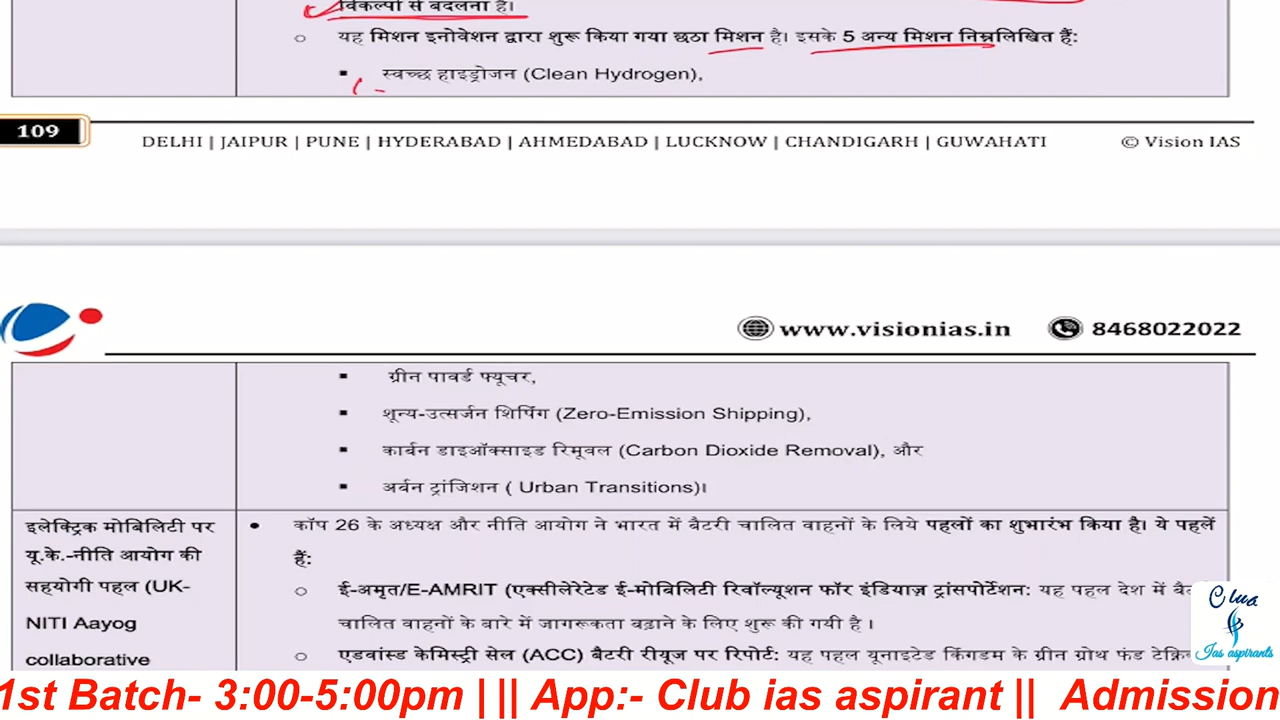 विकल्पों से बदलना है।
यह मिशन इनोवेशन द्वारा शुरू किया गया छठा मिशन है। इसके 5 अन्य मिशन निम्नलिखित हैं:
स्वच्छ हाइड्रोजन (Clean Hydrogen),
109
DELHI | JAIPUR | PUNE | HYDERABAD | AHMEDABAD | LUCKNOW | CHANDIGARH | GUWAHATI
© Vision IAS
www.visionias.in
8468022022
ग्रीन पावर्ड फ्यूचर,
शून्य-उत्सर्जन शिपिंग (Zero-Emission Shipping),
कार्बन डाइऑक्साइड रिमूवल (Carbon Dioxide Removal), और
अर्बन ट्रांजिशन ( Urban Transitions)।
इलेक्ट्रिक मोबिलिटी पर
यू.के.-नीति आयोग की
सहयोगी पहल (UK-
NITI Aayog
collaborative
कॉप 26 के अध्यक्ष और नीति आयोग ने भारत में बैटरी चालित वाहनों के लिये पहलों का शुभारंभ किया है। ये पहलें
हैं:
ई-अमृत/E-AMRIT (एक्सीलेरेटेड ई-मोबिलिटी रिवॉल्यूशन फॉर इंडियाज़ ट्रांसपोर्टेशन: यह पहल देश में
चालित वाहनों के बारे में जागरूकता बढ़ाने के लिए शुरू की गयी है ।
एडवांस्ड केमिस्ट्री सेल (ACC) बैटरी रीयूज पर रिपोर्ट: यह पहल यूनाइटेड किंगडम के ग्रीन ग्रोथ फंड
Club
Ias aspirants
1st Batch- 3:00-5:00pm | || App:- Club ias aspirant || Admission